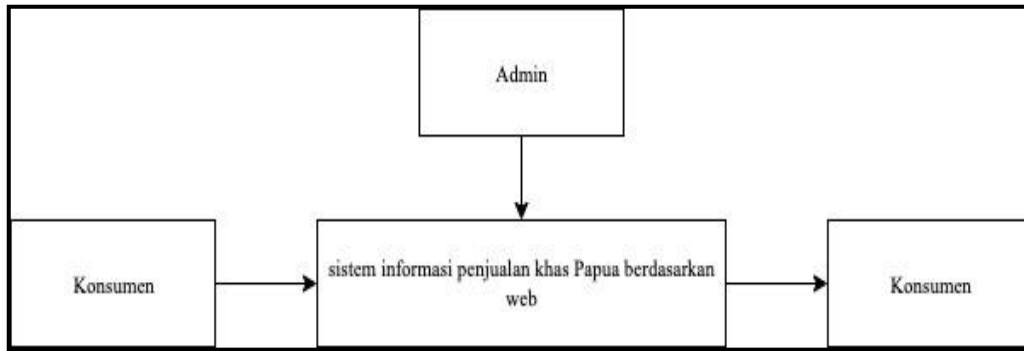 Admin
Konsumen
sistem informasi penjualan khas Papua berdasarkan
web
Konsumen